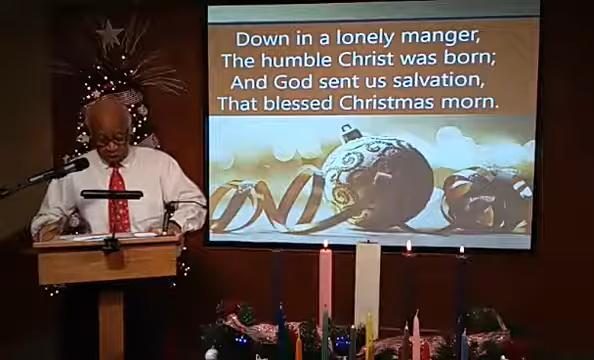 Down in a lonely manger,
The humble Christ was born;
And God sent us salvation,
That blessed Christmas morn.